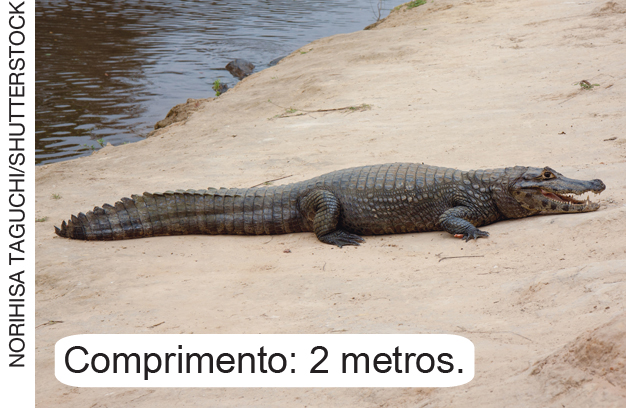 NORIHISA TAGUCHI/SHUTTERSTOCK
Comprimento: 2 metros.